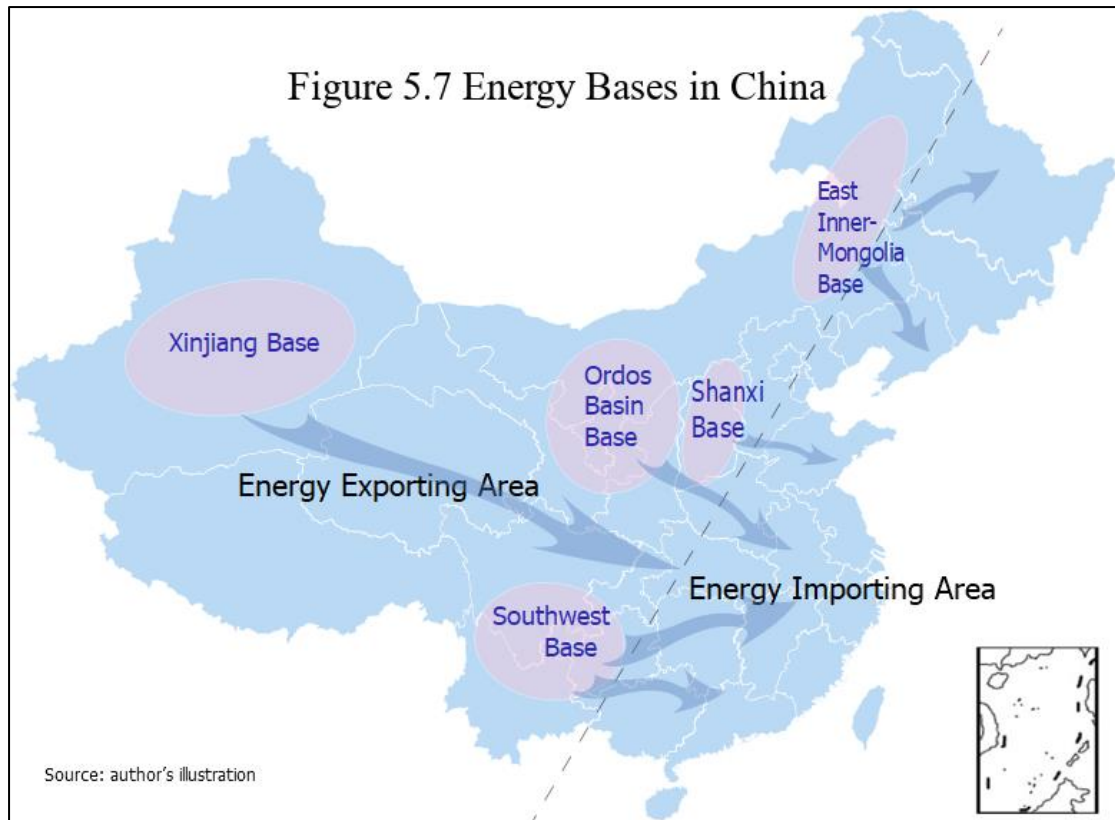 Figure 5.7 Energy Bases in China
East
Inner-
Mongolia
Base
Xinjiang Base
Ordos
Basin
Base
Shanxi
Base
Energy Exporting Area
Energy Importing Area
Southwest
Base
Source: author's illustration